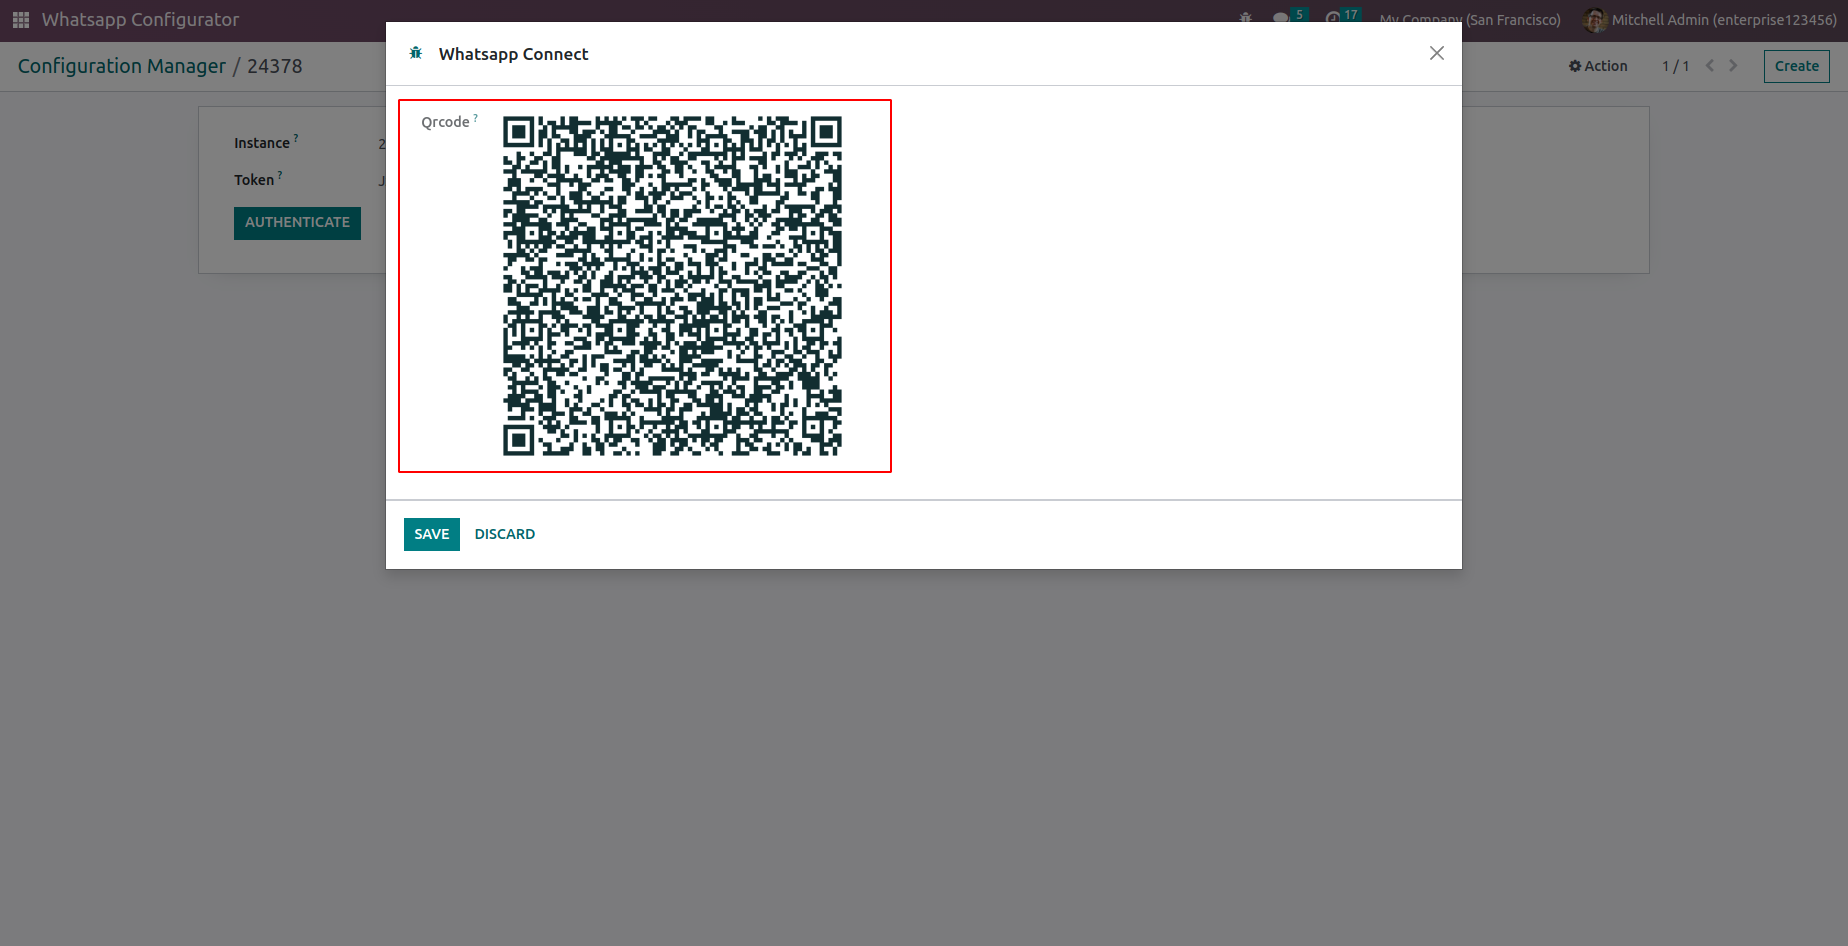 Whatsapp Configurator
5
17
My Company (San Francisco)
Mitchell Admin (enterprise123456)
Configuration Manager / 24378
Action
1 / 1
Create
Whatsapp Connect
Instance ?
2
Token ?
J
AUTHENTICATE
Qrcode ?
SAVE
DISCARD